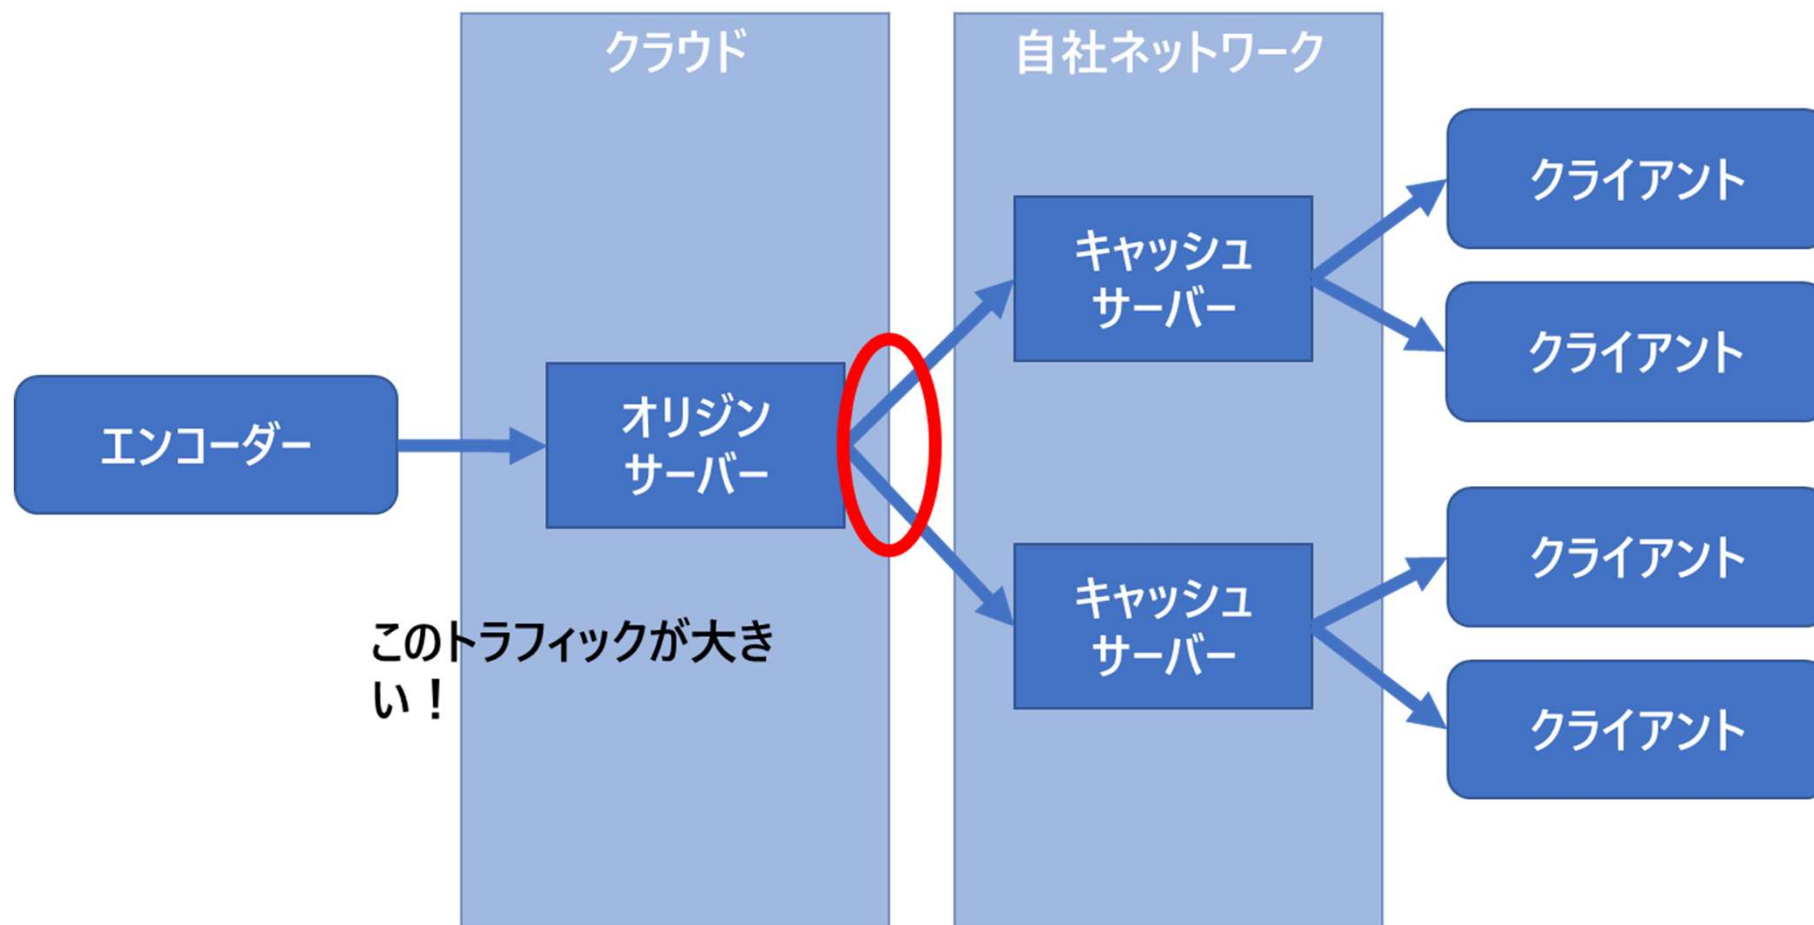 クラウド
自社ネットワーク
エンコーダー
オリジン
サーバー
キャッシュ
サーバー
キャッシュ
サーバー
クライアント
クライアント
クライアント
クライアント
このトラフィックが大き
い！